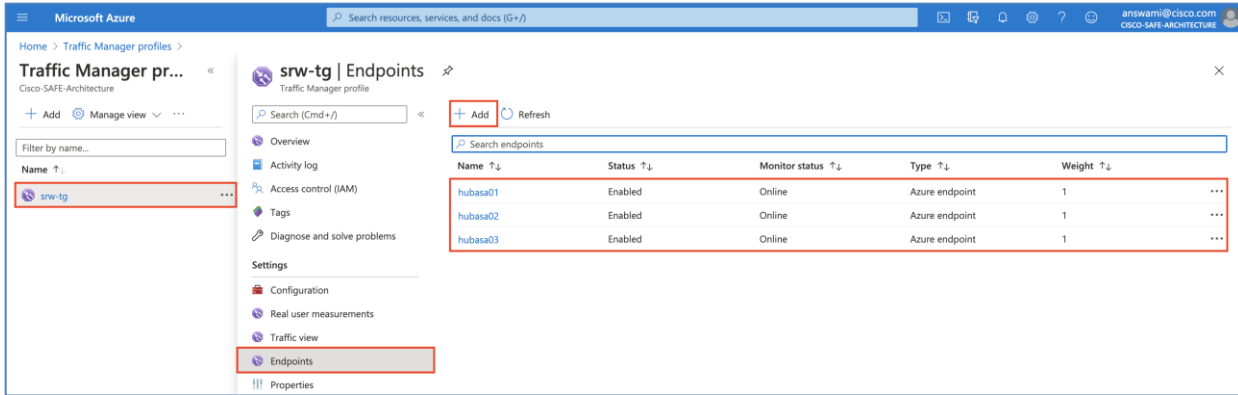 Microsoft Azure
Search resources, services, and docs (G+/)
answami@cisco.com
CISCO-SAFE-ARCHITECTURE
Home > Traffic Manager profiles >
Traffic Manager pr... «
Cisco-SAFE-Architecture
+ Add Manage view ...
Filter by name...
Name ↑↓
srw-tg ...
srw-tg | Endpoints
Traffic Manager profile
Search (Cmd+/) «
Overview
Activity log
Access control (IAM)
Tags
Diagnose and solve problems
Settings
Configuration
Real user measurements
Traffic view
Endpoints
Properties
+ Add Refresh
Search endpoints
Name ↑↓ Status ↑↓ Monitor status ↑↓ Type ↑↓ Weight ↑↓
hubasa01 Enabled Online Azure endpoint 1 ...
hubasa02 Enabled Online Azure endpoint 1 ...
hubasa03 Enabled Online Azure endpoint 1 ...